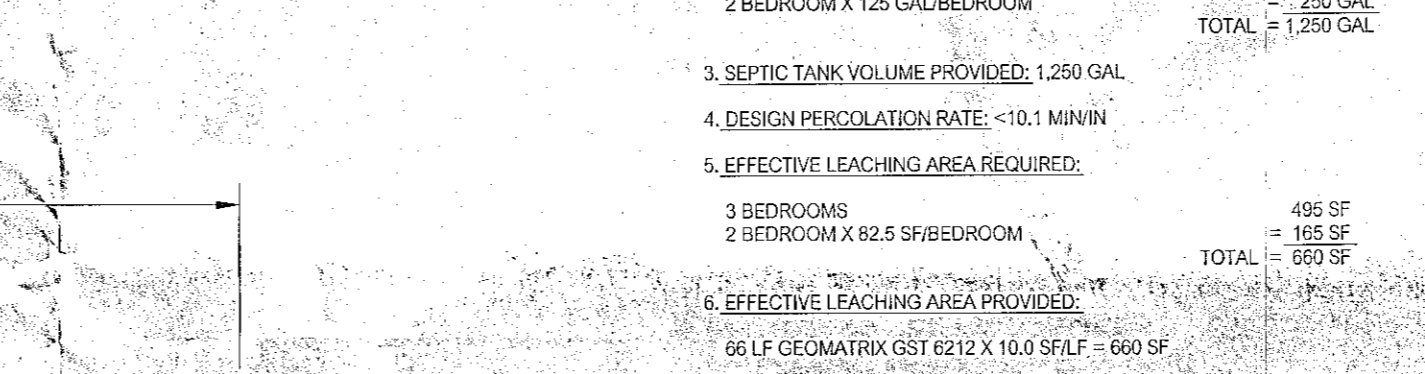 2 BEDROOM X 125 GAL/BEDROOM = 250 GAL
TOTAL = 1,250 GAL
3. SEPTIC TANK VOLUME PROVIDED: 1,250 GAL
4. DESIGN PERCOLATION RATE: <10.1 MIN/IN
5. EFFECTIVE LEACHING AREA REQUIRED:
3 BEDROOMS 495 SF
2 BEDROOM X 82.5 SF/BEDROOM = 165 SF
TOTAL = 660 SF
6. EFFECTIVE LEACHING AREA PROVIDED:
66 LF GEOMATRIX GST 6212 X 10.0 SF/LF = 660 SF